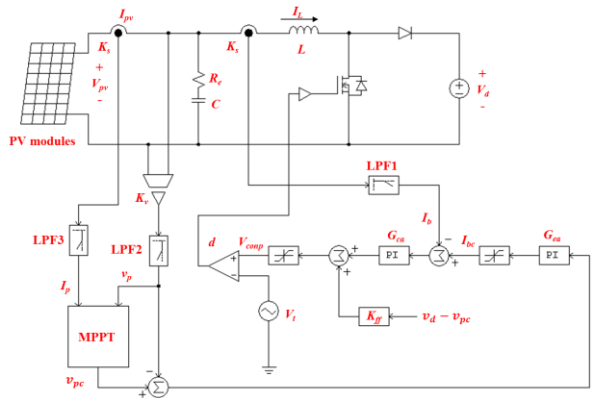 I_pv
I_L
K_s
K_s
L
+
V_pv
-
R_e
C
+
V_d
-
PV modules
LPF1
K_v
I_b
LPF3
LPF2
d
V_conp
G_ca
I_bc
G_ea
+
-
+
+
PI
-
Σ
+
PI
Σ
I_p
v_p
V_t
K_ff
v_d − v_pc
MPPT
v_pc
-
+
Σ